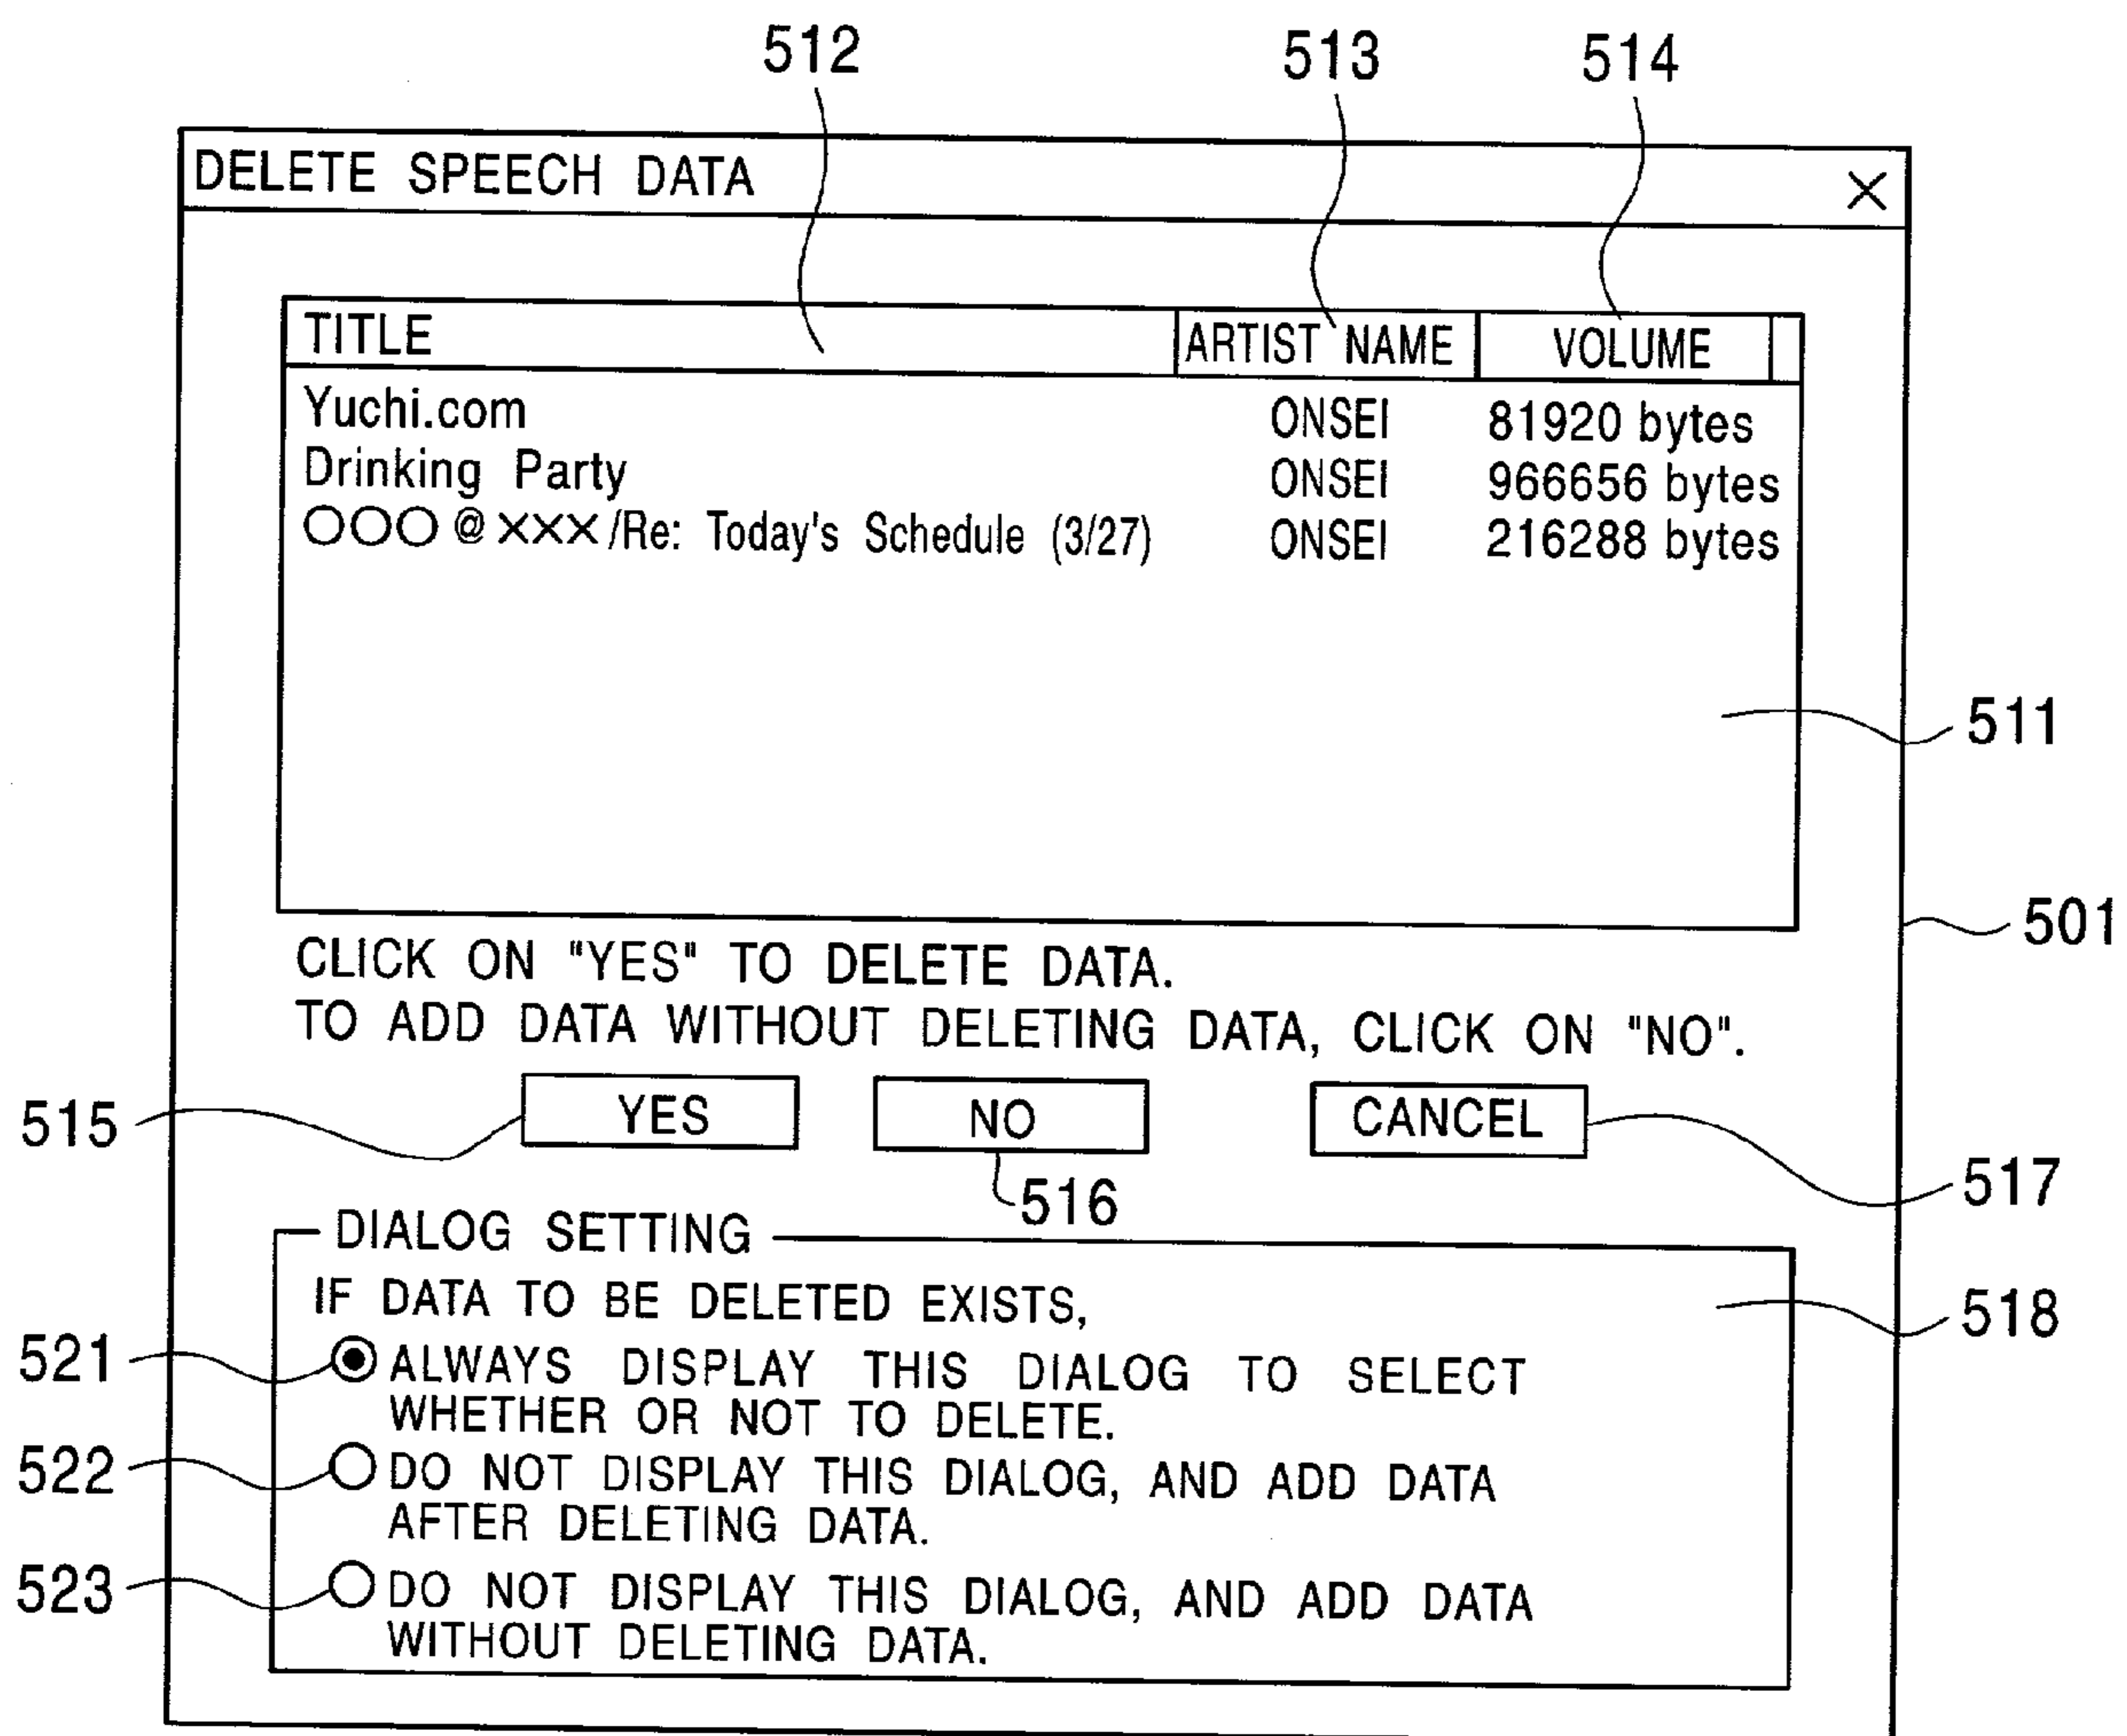 512 513 514
DELETE SPEECH DATA ×
TITLE ARTIST NAME VOLUME
Yuchi.com ONSEI 81920 bytes
Drinking Party ONSEI 966656 bytes
○○○@×××/Re: Today's Schedule (3/27) ONSEI 216288 bytes
511
501
CLICK ON "YES" TO DELETE DATA.
TO ADD DATA WITHOUT DELETING DATA, CLICK ON "NO".
515 YES NO CANCEL
516 517
DIALOG SETTING
IF DATA TO BE DELETED EXISTS,
518
521 ALWAYS DISPLAY THIS DIALOG TO SELECT
WHETHER OR NOT TO DELETE.
522 DO NOT DISPLAY THIS DIALOG, AND ADD DATA
AFTER DELETING DATA.
523 DO NOT DISPLAY THIS DIALOG, AND ADD DATA
WITHOUT DELETING DATA.